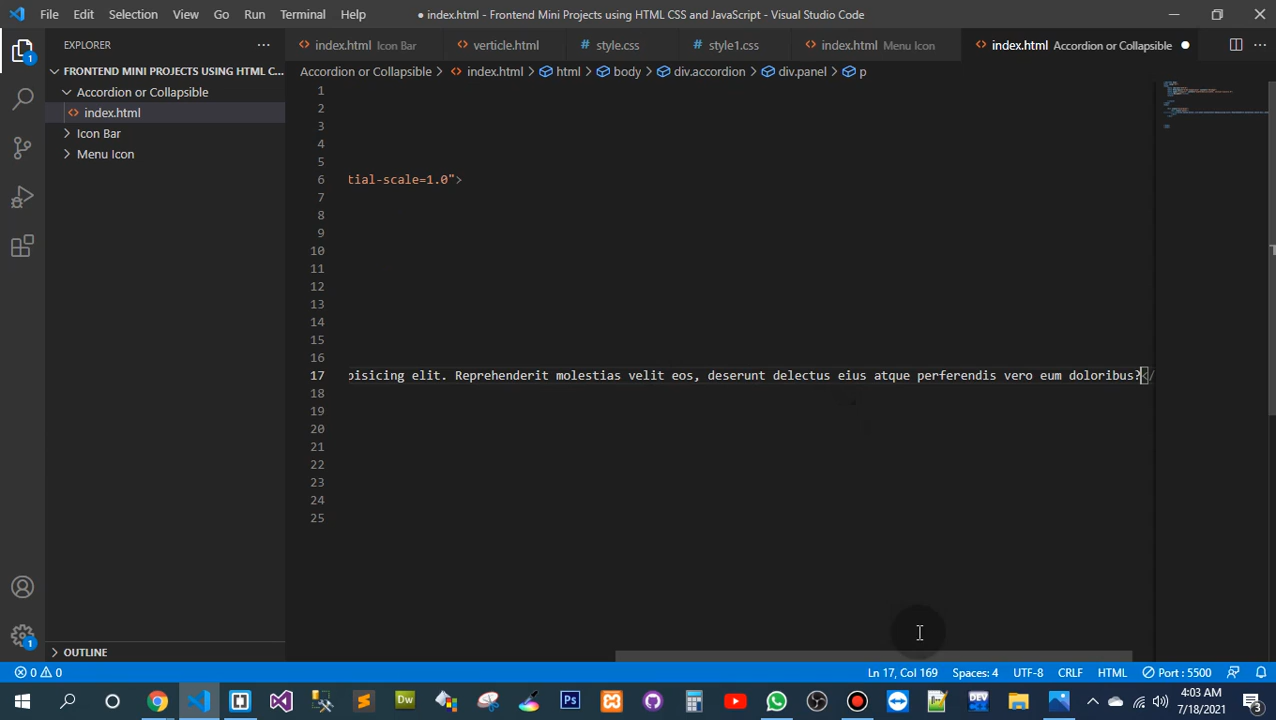 File Edit Selection View Go Run Terminal Help
● index.html - Frontend Mini Projects using HTML CSS and JavaScript - Visual Studio Code
EXPLORER
index.html Icon Bar
verticle.html
style.css
style1.css
index.html Menu Icon
index.html Accordion or Collapsible
FRONTEND MINI PROJECTS USING HTML C...
Accordion or Collapsible
index.html
Icon Bar
Menu Icon
Accordion or Collapsible > index.html > html > body > div.accordion > div.panel > p
1
2
3
4
5
6 tial-scale=1.0">
7
8
9
10
11
12
13
14
15
16
17 pisicing elit. Reprehenderit molestias velit eos, deserunt delectus eius atque perferendis vero eum doloribus?</
18
19
20
21
22
23
24
25
OUTLINE
0 0
Ln 17, Col 169 Spaces: 4 UTF-8 CRLF HTML Port : 5500
4:03 AM
7/18/2021